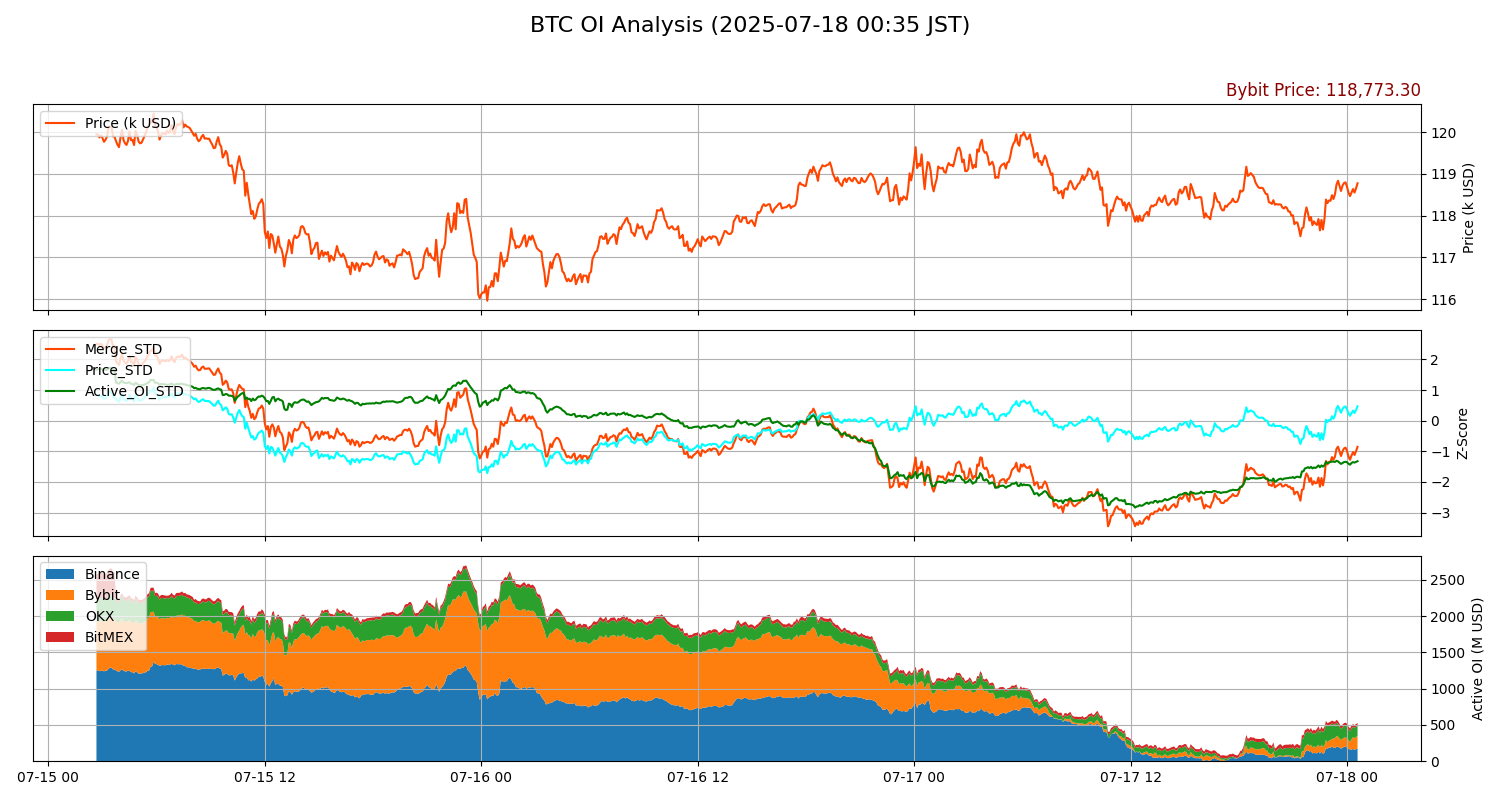 BTC OI Analysis (2025-07-18 00:35 JST)
Bybit Price: 118,773.30
Price (k USD)
120
119
118
117
116
Price (k USD)
Merge_STD
Price_STD
Active_OI_STD
2
1
0
−1
−2
−3
Z-Score
Binance
Bybit
OKX
BitMEX
2500
2000
1500
1000
500
0
Active OI (M USD)
07-15 00
07-15 12
07-16 00
07-16 12
07-17 00
07-17 12
07-18 00